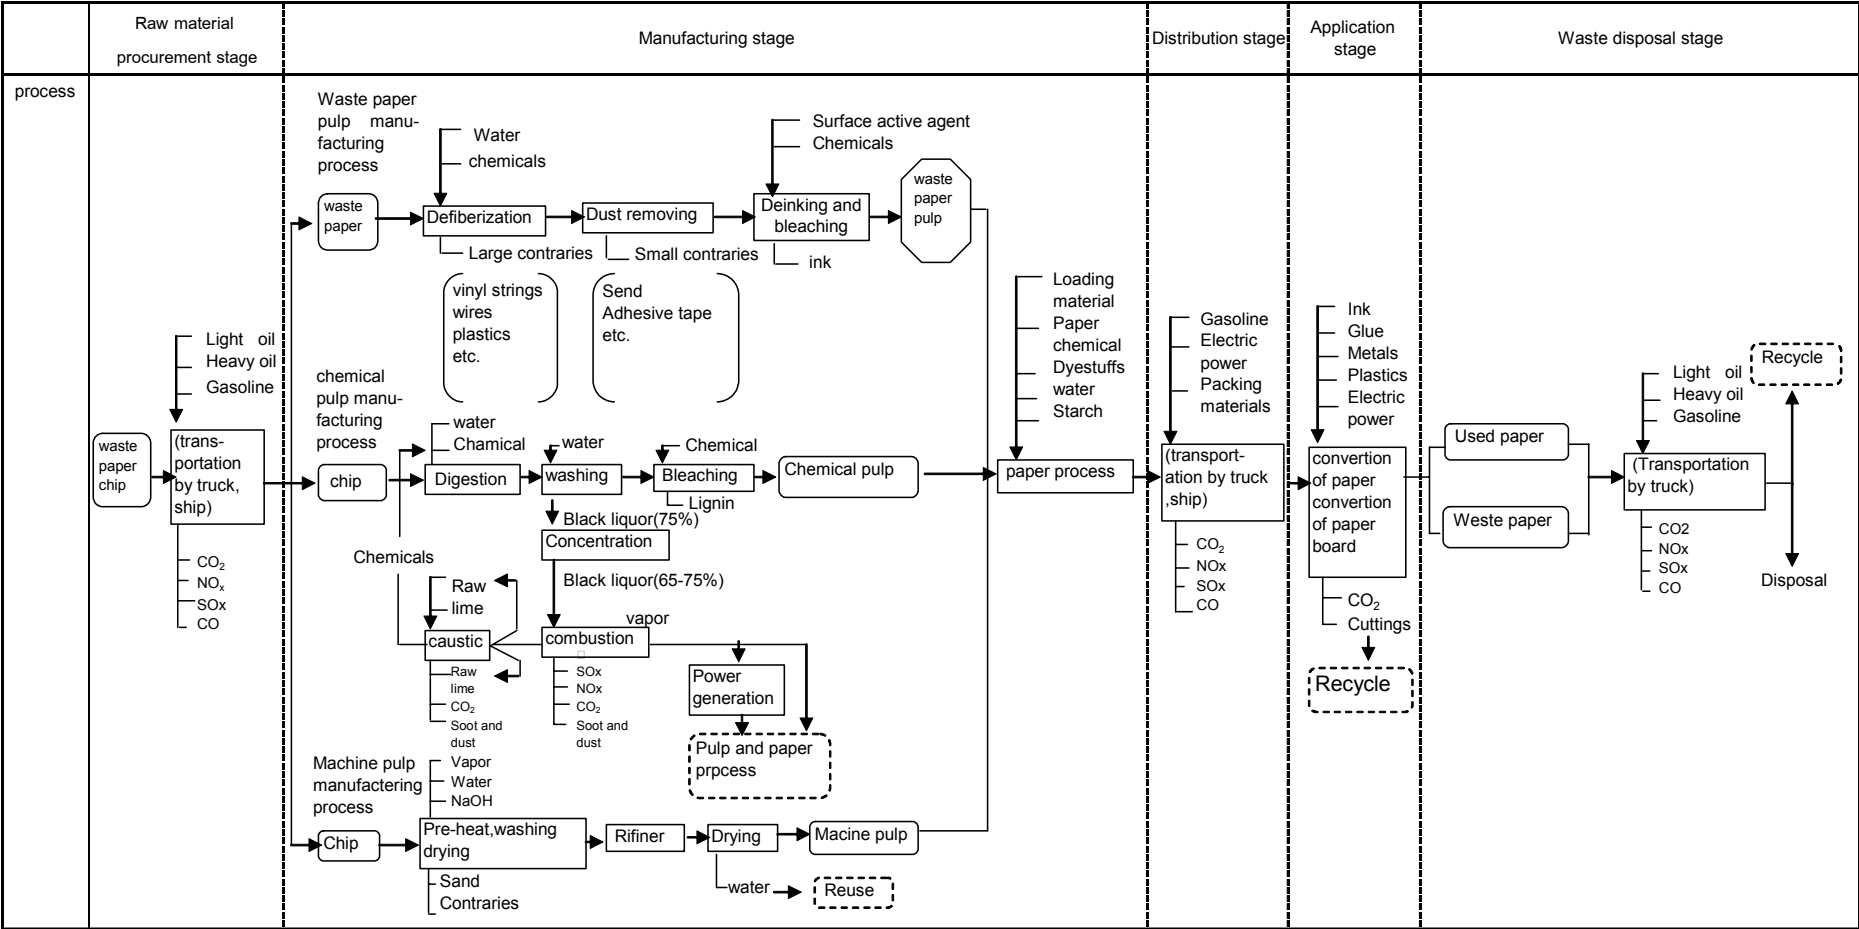 Raw material
procurement stage
Manufacturing stage
Distribution stage
Application
stage
Waste disposal stage
process
waste
paper
chip
Light oil
Heavy oil
Gasoline
(trans-
portation
by truck,
ship)
CO2
NOx
SOx
CO
Waste paper
pulp manu-
facturing
process
waste
paper
Water
chemicals
Defiberization
Large contraries
vinyl strings
wires
plastics
etc.
Dust removing
Small contraries
Send
Adhesive tape
etc.
Surface active agent
Chemicals
Deinking and
bleaching
ink
waste
paper
pulp
chemical
pulp manu-
facturing
process
chip
water
Chamical
Digestion
water
washing
Chemical
Bleaching
Lignin
Chemical pulp
Black liquor(75%)
Concentration
Black liquor(65-75%)
Chemicals
Raw
lime
caustic
Raw
lime
CO2
Soot and
dust
vapor
combustion
SOx
NOx
CO2
Soot and
dust
Power
generation
Pulp and paper
prpcess
Machine pulp
manufactering
process
Chip
Vapor
Water
NaOH
Pre-heat,washing
drying
Sand
Contraries
Rifiner
Drying
water
Reuse
Macine pulp
Loading
material
Paper
chemical
Dyestuffs
water
Starch
paper process
Gasoline
Electric
power
Packing
materials
(transport-
ation by truck
,ship)
CO2
NOx
SOx
CO
Ink
Glue
Metals
Plastics
Electric
power
convertion
of paper
convertion
of paper
board
CO2
Cuttings
Recycle
Used paper
Weste paper
Light oil
Heavy oil
Gasoline
(Transportation
by truck)
CO2
NOx
SOx
CO
Recycle
Disposal